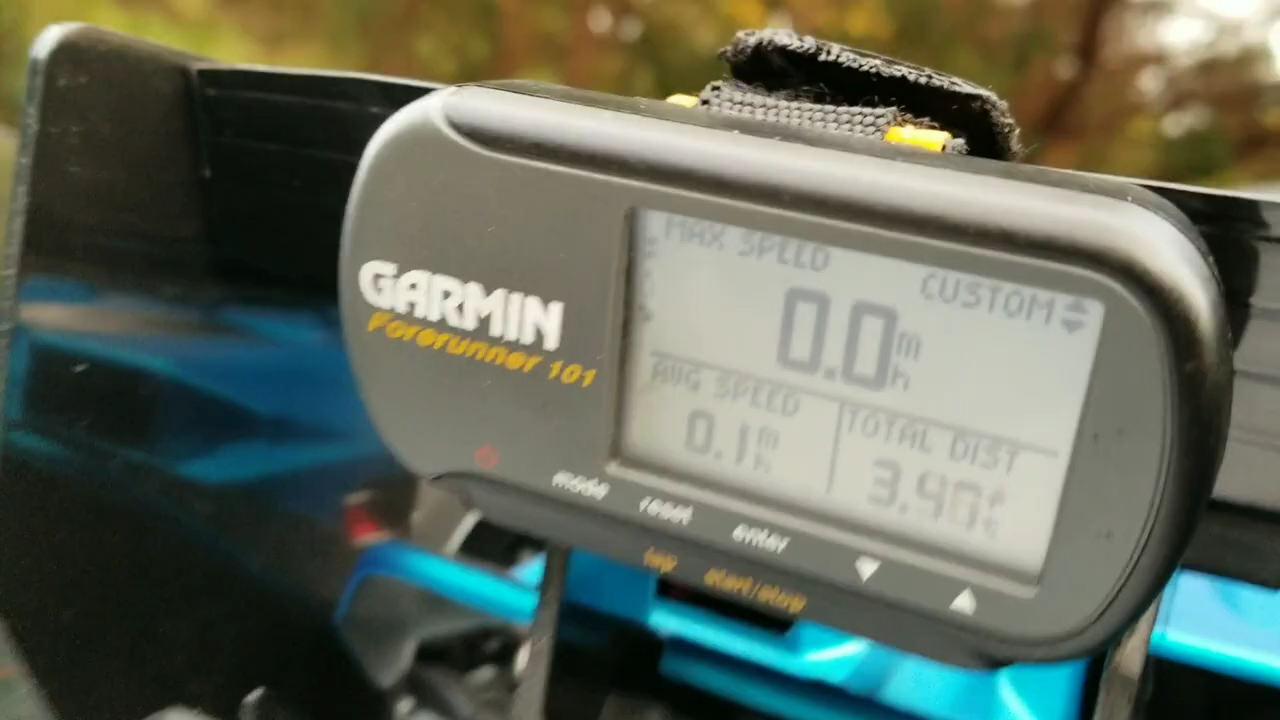 MAX SPEED
CUSTOM
0.0 m/h
GARMIN
Forerunner 101
AVG SPEED
0.1 m/h
TOTAL DIST
3.90
mode reset enter
lap start/stop